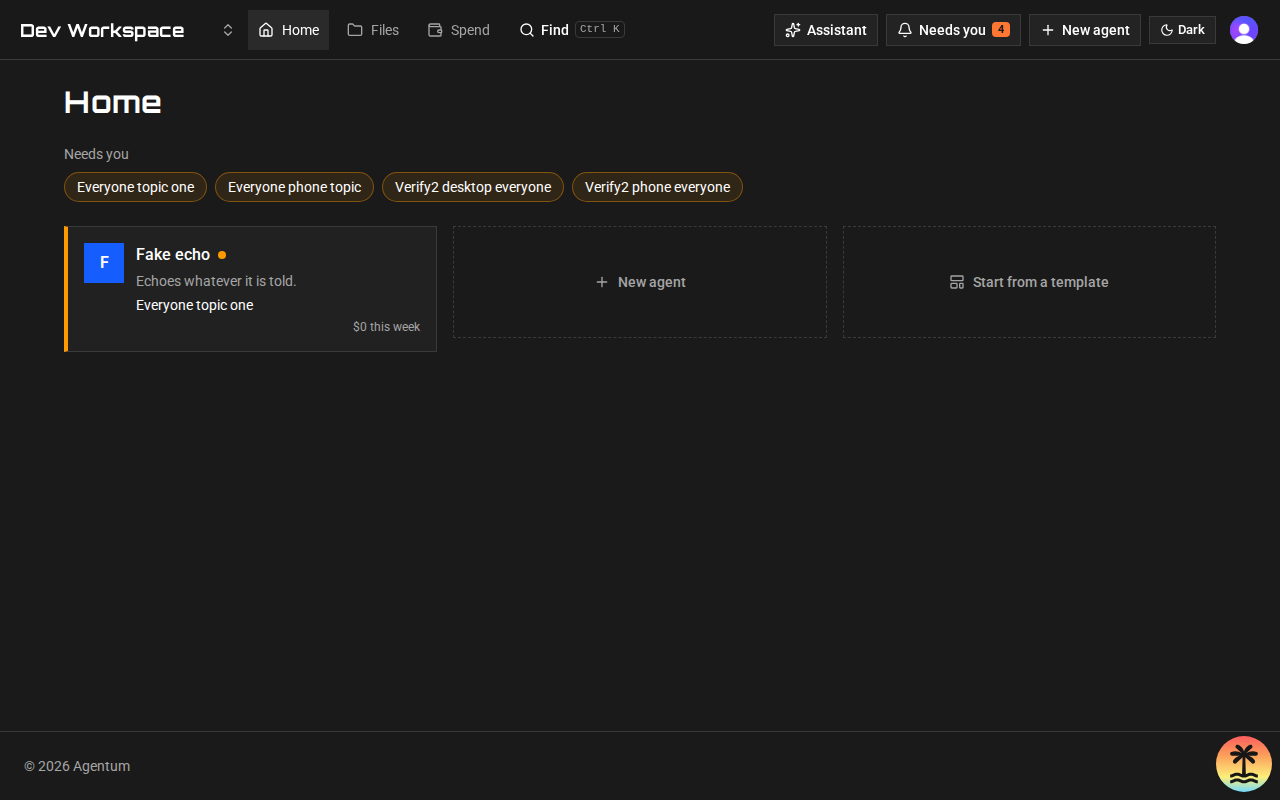 Dev Workspace
Home
Files
Spend
Find Ctrl K
Assistant
Needs you 4
New agent
Dark
Home
Needs you
Everyone topic one
Everyone phone topic
Verify2 desktop everyone
Verify2 phone everyone
F
Fake echo
Echoes whatever it is told.
Everyone topic one
$0 this week
New agent
Start from a template
© 2026 Agentum